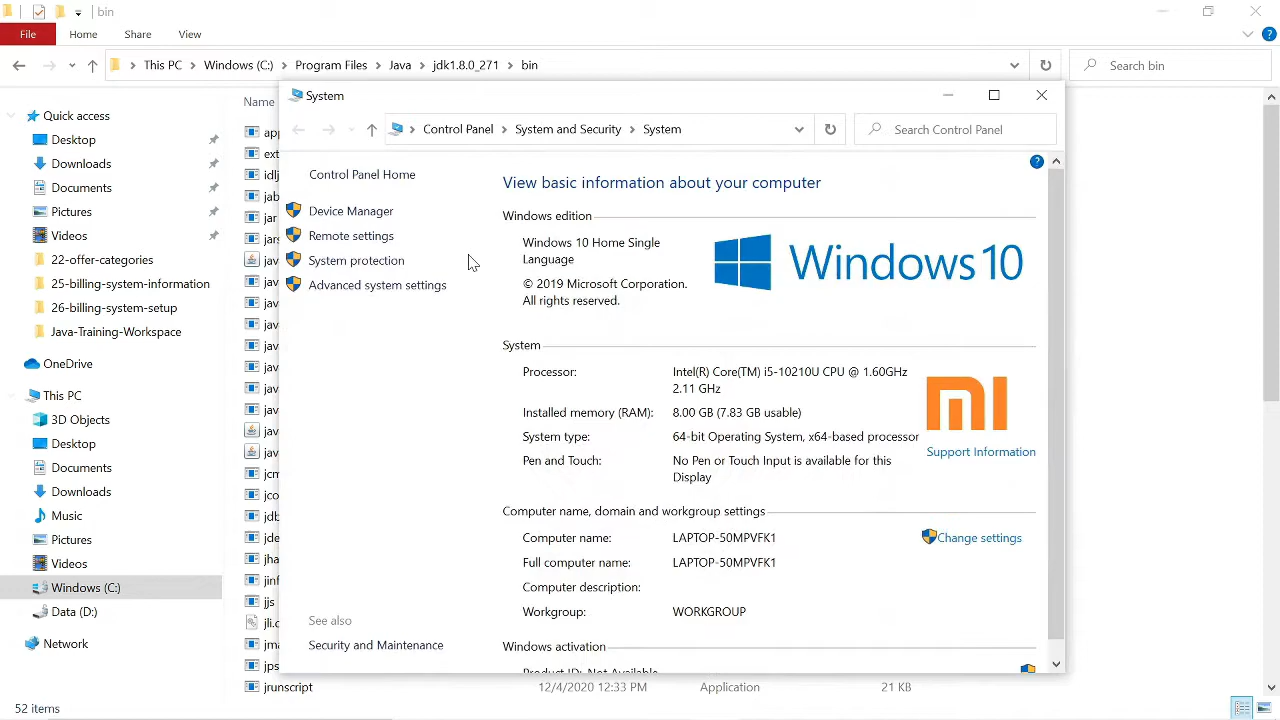 bin
File
Home
Share
View
This PC
Windows (C:)
Program Files
Java
jdk1.8.0_271
bin
Search bin
Quick access
Desktop
Downloads
Documents
Pictures
Videos
22-offer-categories
25-billing-system-information
26-billing-system-setup
Java-Training-Workspace
OneDrive
This PC
3D Objects
Desktop
Documents
Downloads
Music
Pictures
Videos
Windows (C:)
Data (D:)
Network
52 items
Name
jrunscript
12/4/2020 12:33 PM
Application
21 KB
System
Control Panel
System and Security
System
Search Control Panel
Control Panel Home
Device Manager
Remote settings
System protection
Advanced system settings
See also
Security and Maintenance
View basic information about your computer
Windows edition
Windows 10 Home Single
Language
© 2019 Microsoft Corporation.
All rights reserved.
Windows 10
System
Processor:
Intel(R) Core(TM) i5-10210U CPU @ 1.60GHz
2.11 GHz
Installed memory (RAM):
8.00 GB (7.83 GB usable)
System type:
64-bit Operating System, x64-based processor
Pen and Touch:
No Pen or Touch Input is available for this
Display
mi
Support Information
Computer name, domain and workgroup settings
Computer name:
LAPTOP-50MPVFK1
Change settings
Full computer name:
LAPTOP-50MPVFK1
Computer description:
Workgroup:
WORKGROUP
Windows activation
Product ID: Not Available